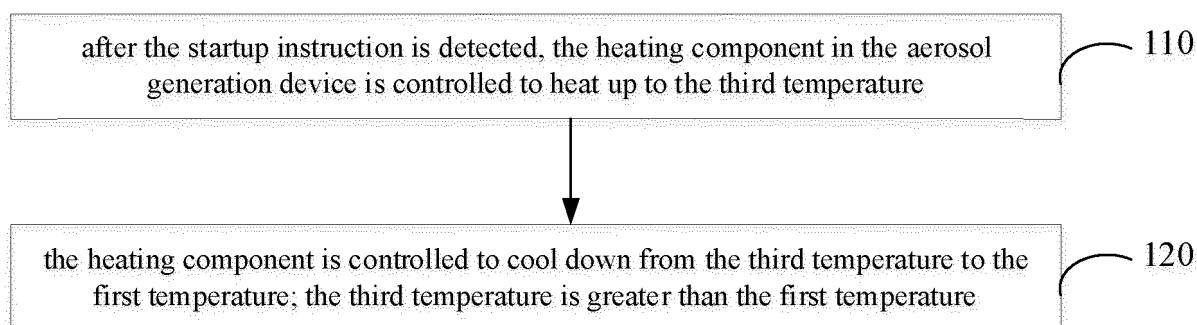 after the startup instruction is detected, the heating component in the aerosol
110
generation device is controlled to heat up to the third temperature
the heating component is controlled to cool down from the third temperature to the
120
first temperature; the third temperature is greater than the first temperature